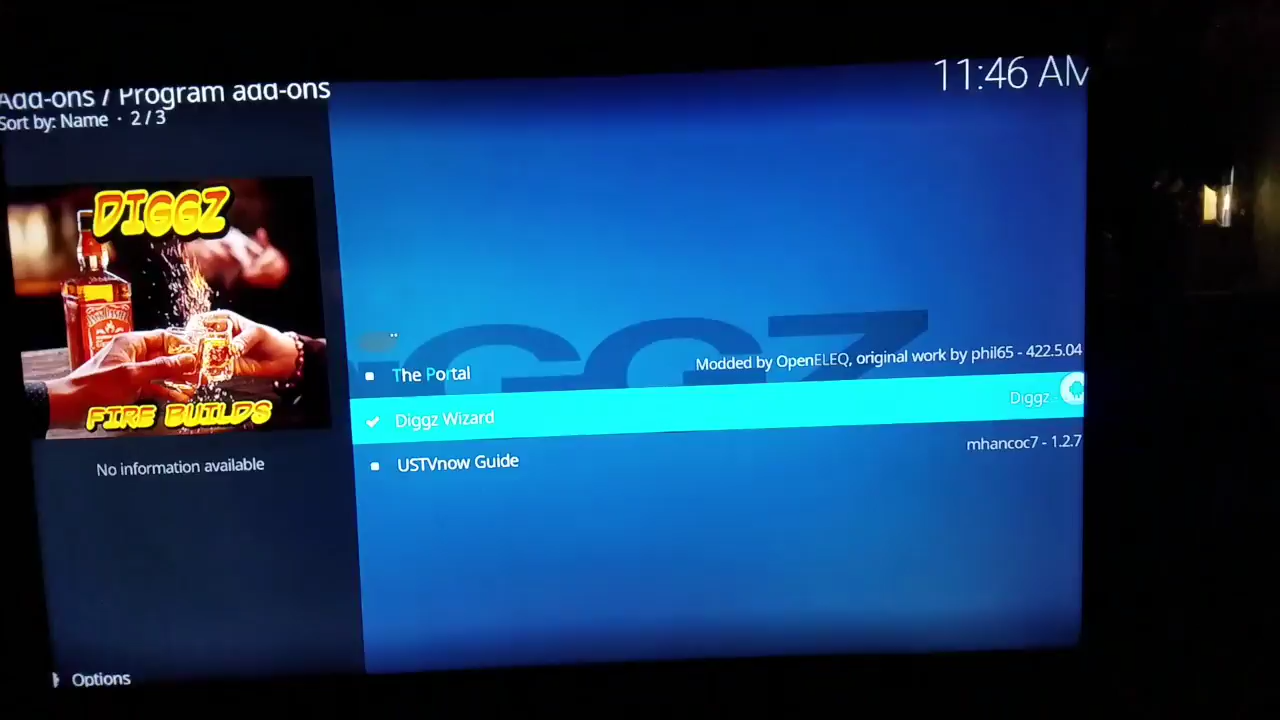 Add-ons / Program add-ons
Sort by: Name · 2 / 3
11:46 AM
DIGGZ
FIRE BUILDS
No information available
..
The Portal
Modded by OpenELEQ, original work by phil65 - 422.5.04
Diggz Wizard
Diggz -
USTVnow Guide
mhancoc7 - 1.2.7
Options